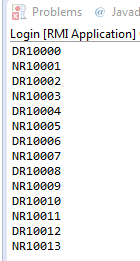 Problems @ Javad
Login [RMI Application]
DR10000
NR10001
DR10002
NR10003
DR10004
NR10005
DR10006
NR10007
DR10008
NR10009
DR10010
NR10011
DR10012
NR10013